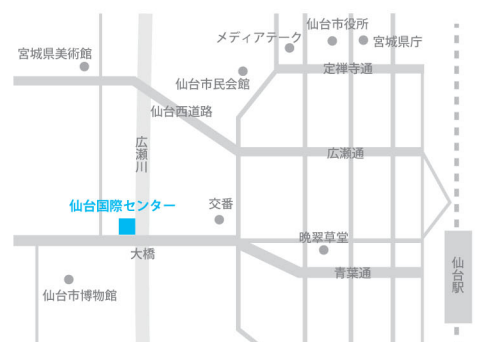 仙台市役所
メディアテーク
宮城県庁
宮城県美術館
定禅寺通
仙台市民会館
仙台西道路
広瀬川
広瀬通
仙台国際センター
交番
晩翠草堂
大橋
仙台駅
青葉通
仙台市博物館